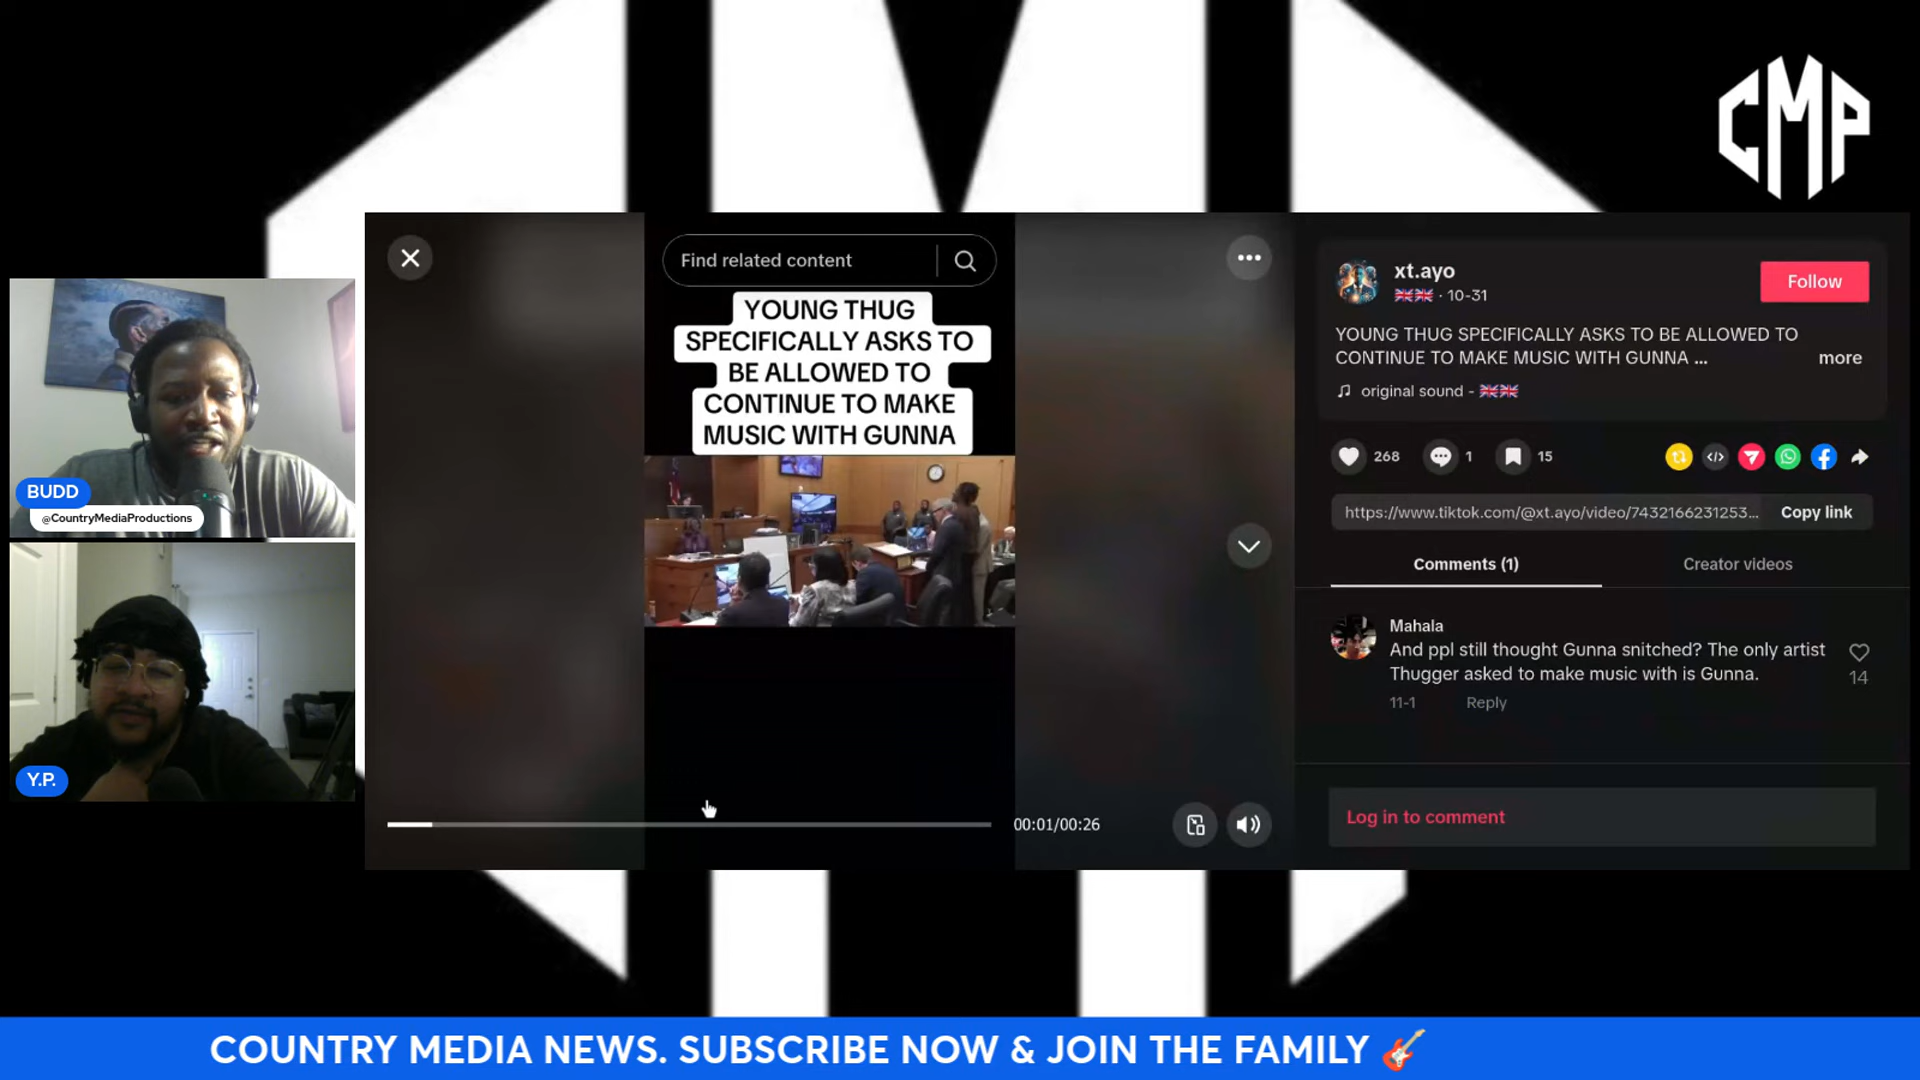 CMP
Find related content
YOUNG THUG
SPECIFICALLY ASKS TO
BE ALLOWED TO
CONTINUE TO MAKE
MUSIC WITH GUNNA
00:01/00:26
xt.ayo
🇬🇧🇬🇧 · 10-31
Follow
YOUNG THUG SPECIFICALLY ASKS TO BE ALLOWED TO
CONTINUE TO MAKE MUSIC WITH GUNNA ... more
original sound - 🇬🇧🇬🇧
268 1 15
https://www.tiktok.com/@xt.ayo/video/7432166231253... Copy link
Comments (1) Creator videos
Mahala
And ppl still thought Gunna snitched? The only artist
Thugger asked to make music with is Gunna.
14
11-1 Reply
Log in to comment
BUDD
@CountryMediaProductions
Y.P.
COUNTRY MEDIA NEWS. SUBSCRIBE NOW & JOIN THE FAMILY 🎸